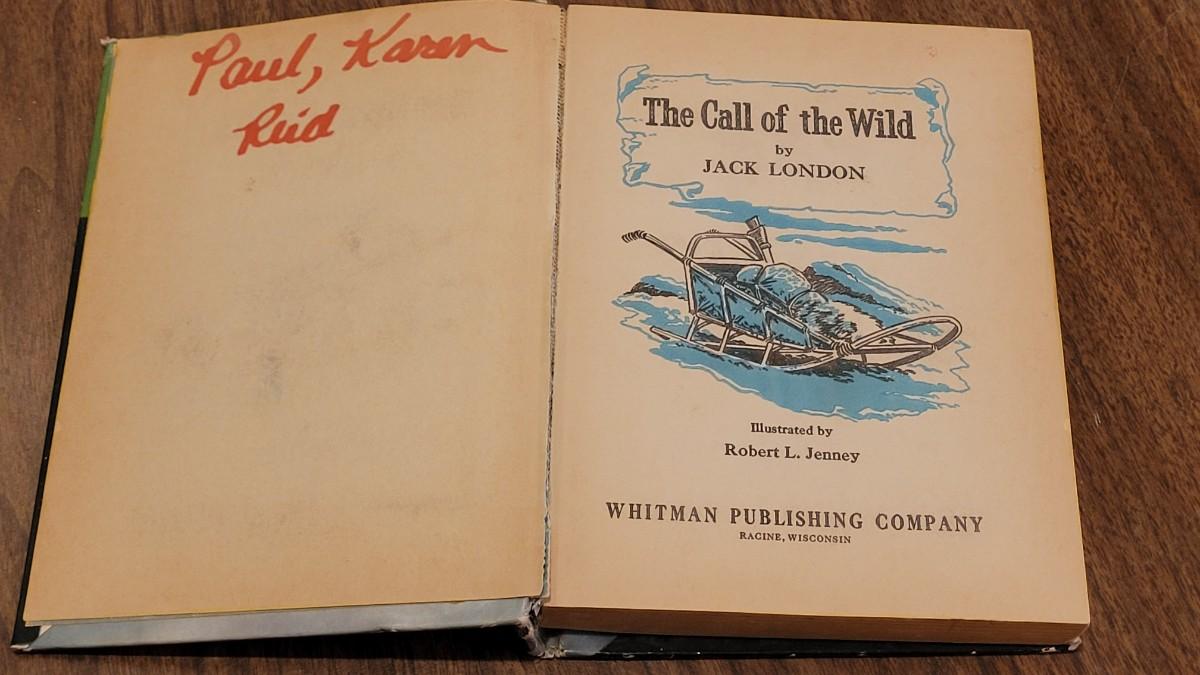 Paul, Karen
Reid
The Call of the Wild
by
JACK LONDON
Illustrated by
Robert L. Jenney
WHITMAN PUBLISHING COMPANY
RACINE, WISCONSIN